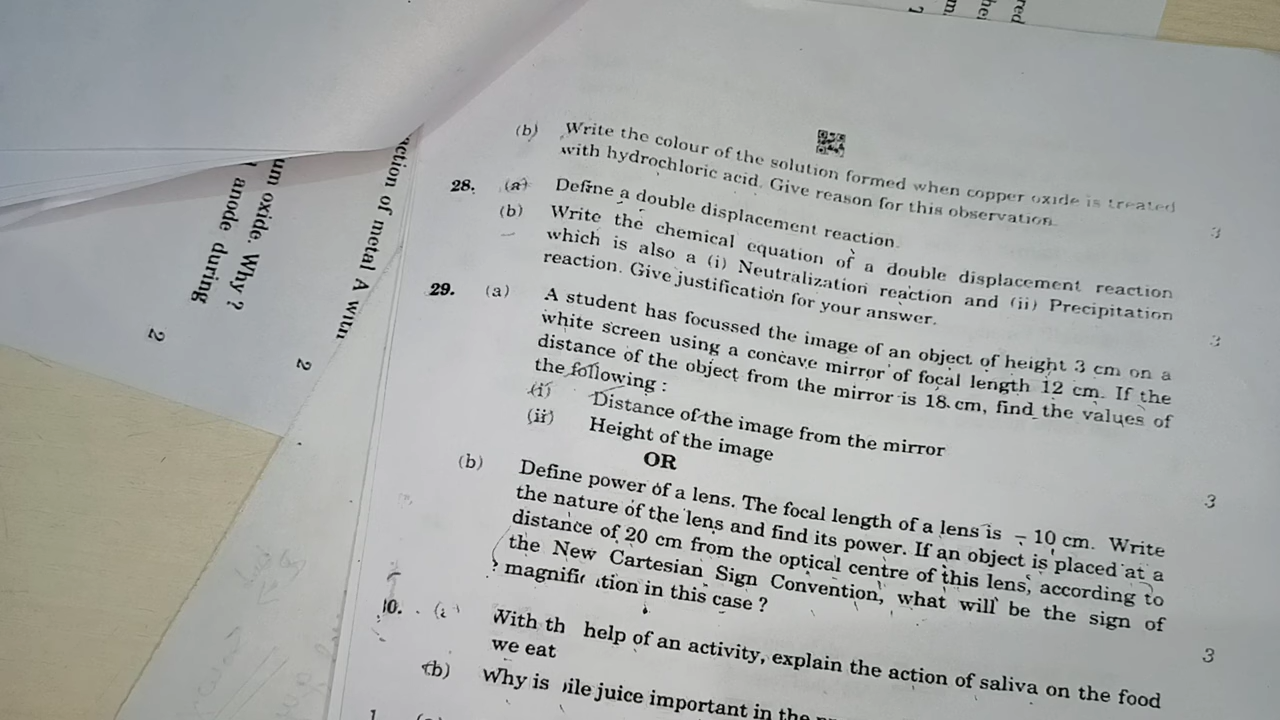 red
he
m
2
(b) Write the colour of the solution formed when copper oxide is treated
with hydrochloric acid. Give reason for this observation.
3
28. (a) Define a double displacement reaction.
(b) Write the chemical equation of a double displacement reaction
which is also a (i) Neutralization reaction and (ii) Precipitation
reaction. Give justification for your answer.
3
29. (a) A student has focussed the image of an object of height 3 cm on a
white screen using a concave mirror of focal length 12 cm. If the
distance of the object from the mirror is 18 cm, find the values of
the following :
(i) Distance of the image from the mirror
(ii) Height of the image
3
OR
(b) Define power of a lens. The focal length of a lens is – 10 cm. Write
the nature of the lens and find its power. If an object is placed at a
distance of 20 cm from the optical centre of this lens, according to
the New Cartesian Sign Convention, what will be the sign of
magnification in this case ?
3
0. With th help of an activity, explain the action of saliva on the food
we eat
(b) Why is ile juice important in the
1
ction of metal A with
2
um oxide. Why ?
anode during
2